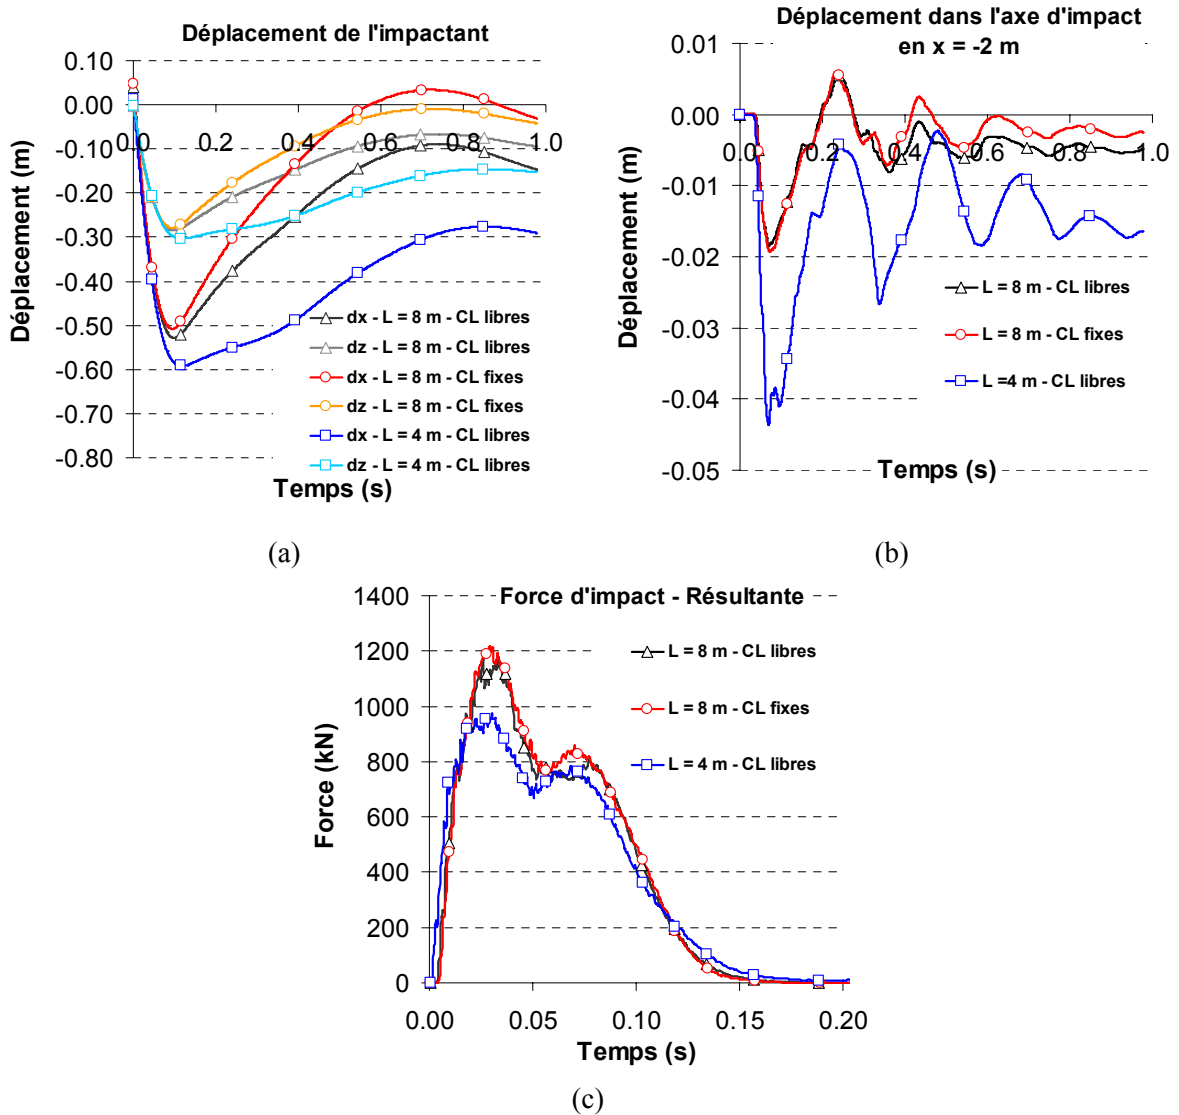 Déplacement de l'impactant
0.10
0.00
-0.10
-0.20
-0.30
-0.40
-0.50
-0.60
-0.70
-0.80
0.0 0.2 0.4 0.6 0.8 1.0
Déplacement (m)
Temps (s)
dx - L = 8 m - CL libres
dz - L = 8 m - CL libres
dx - L = 8 m - CL fixes
dz - L = 8 m - CL fixes
dx - L = 4 m - CL libres
dz - L = 4 m - CL libres
(a)
Déplacement dans l'axe d'impact
en x = -2 m
0.01
0.00
-0.01
-0.02
-0.03
-0.04
-0.05
0.0 0.2 0.4 0.6 0.8 1.0
Déplacement (m)
Temps (s)
L = 8 m - CL libres
L = 8 m - CL fixes
L =4 m - CL libres
(b)
Force d'impact - Résultante
1400
1200
1000
800
600
400
200
0
0.00 0.05 0.10 0.15 0.20
Force (kN)
Temps (s)
L = 8 m - CL libres
L = 8 m - CL fixes
L = 4 m - CL libres
(c)